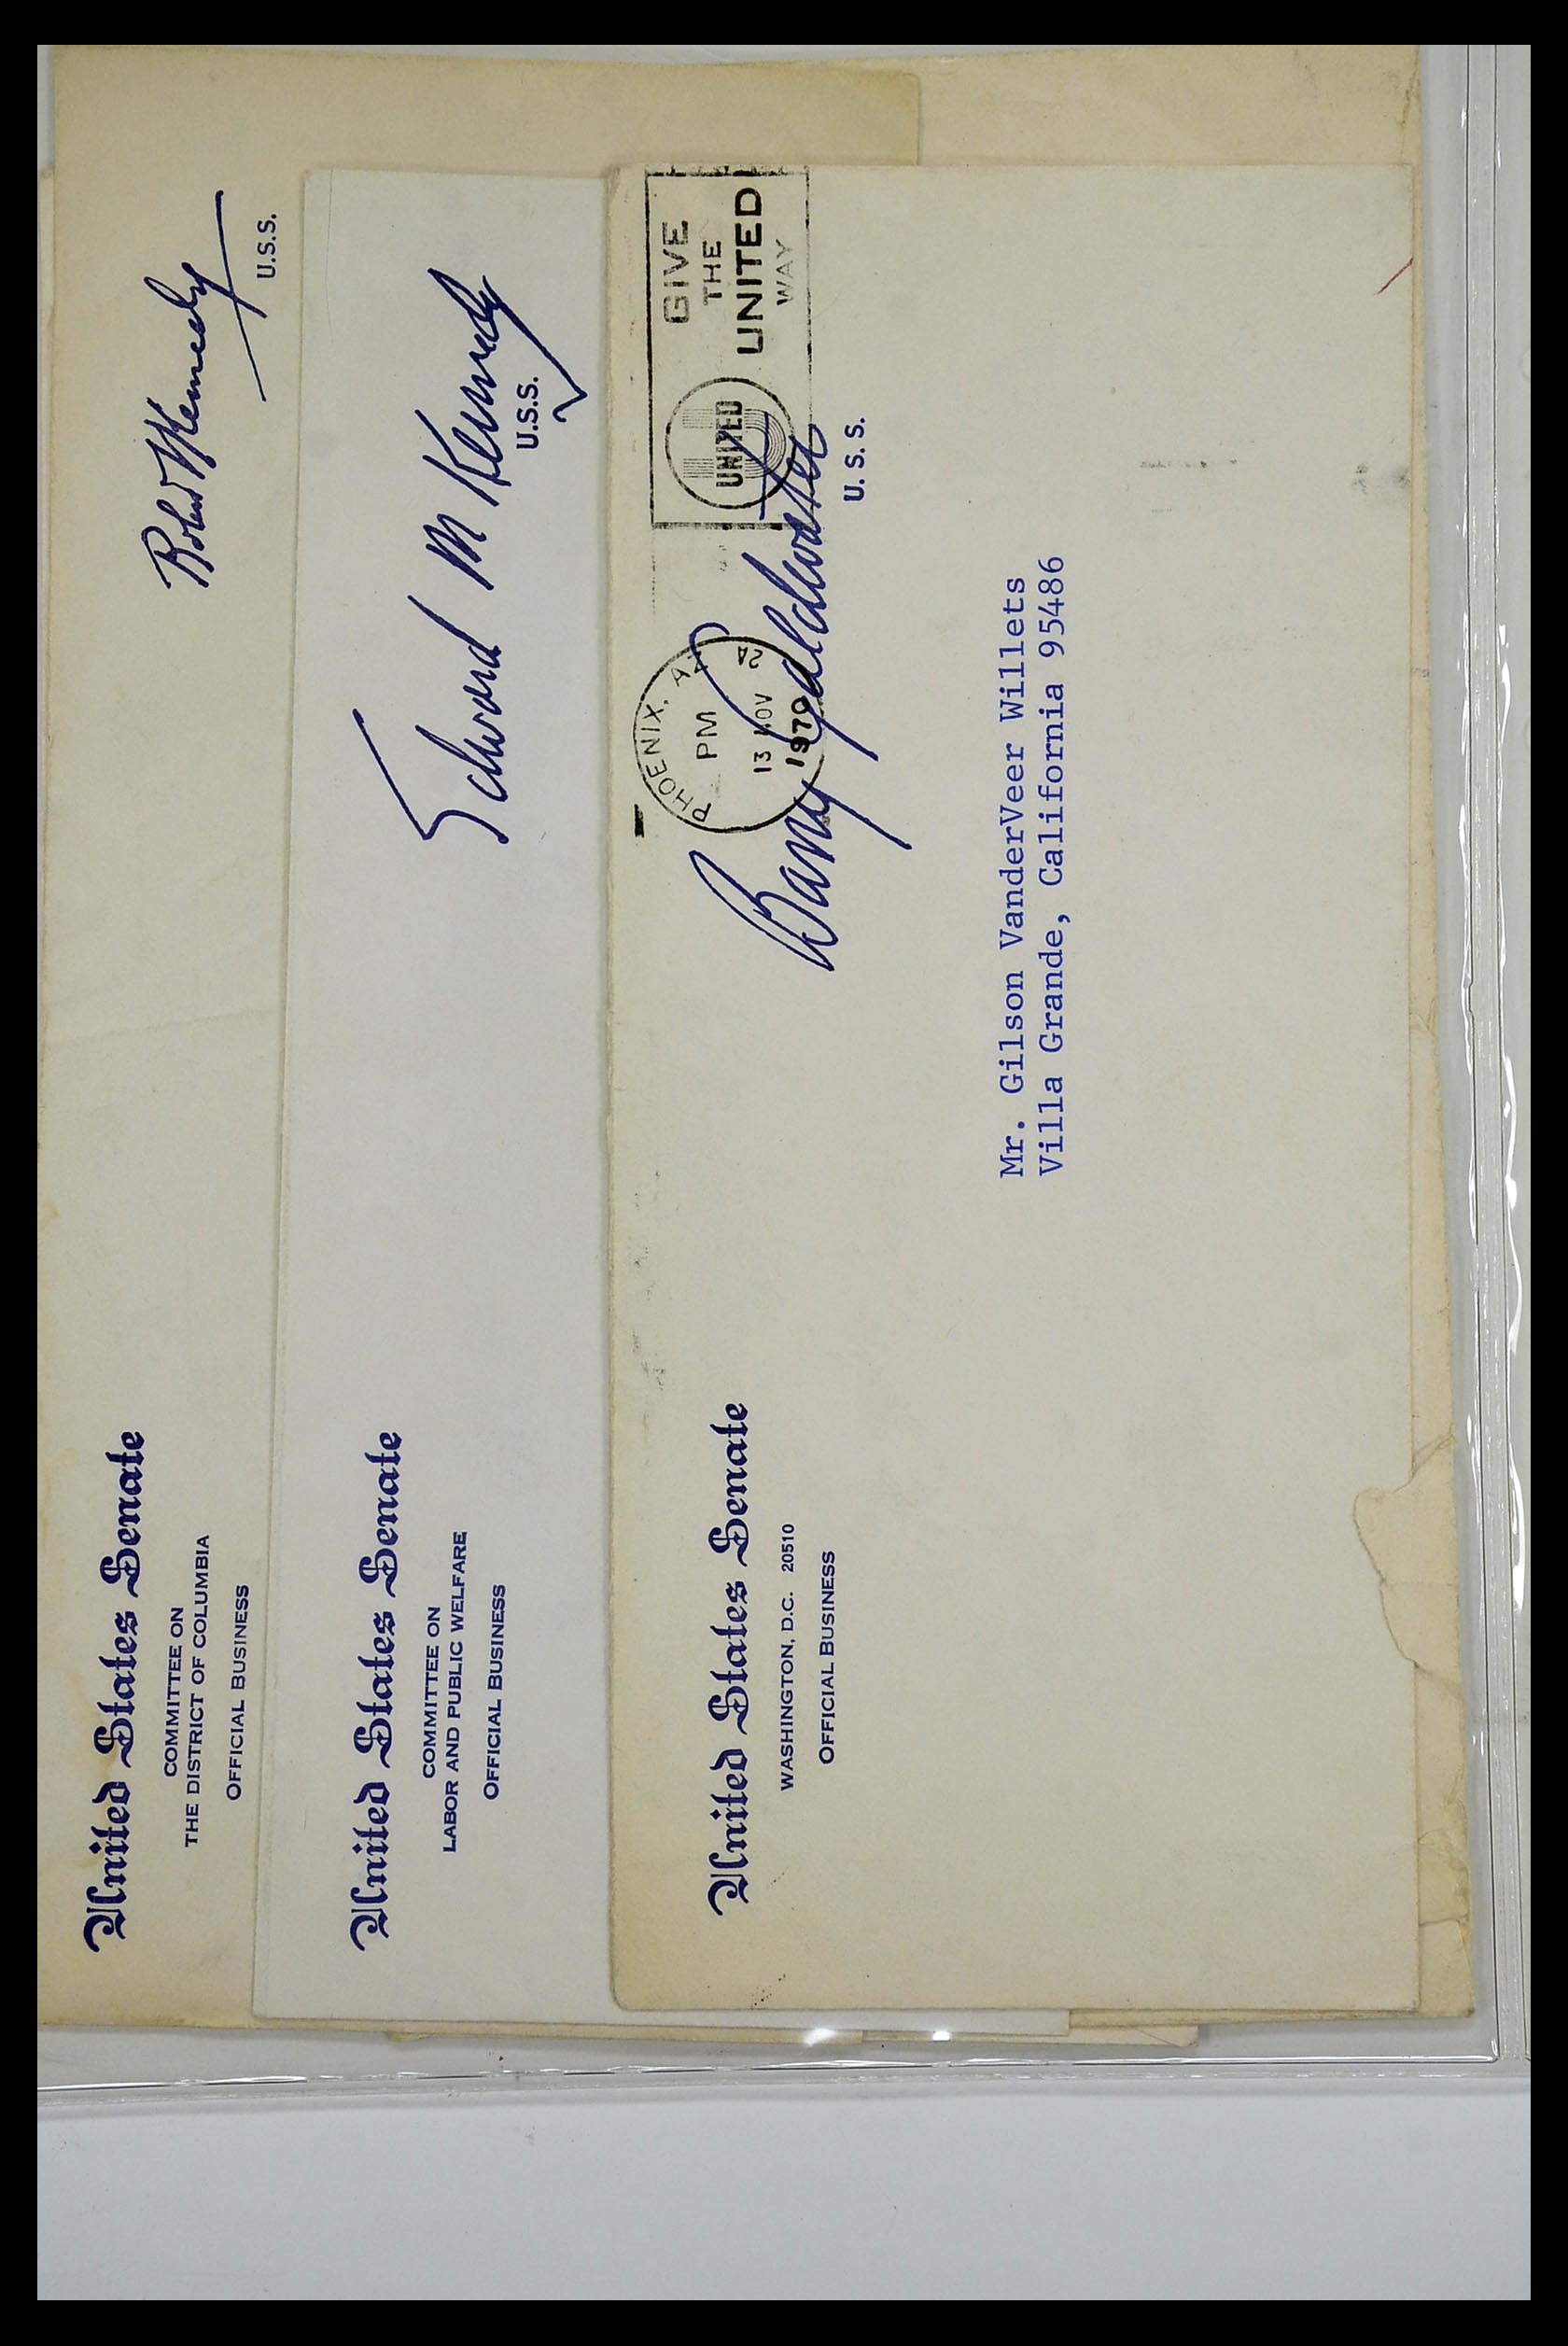 United States Senate
COMMITTEE ON
THE DISTRICT OF COLUMBIA
OFFICIAL BUSINESS
Robert F Kennedy
U.S.S.
United States Senate
COMMITTEE ON
LABOR AND PUBLIC WELFARE
OFFICIAL BUSINESS
Edward M Kennedy
U.S.S.
United States Senate
WASHINGTON, D.C. 20510
OFFICIAL BUSINESS
PHOENIX, AZ
PM
13 NOV
1970
2A
UNITED
GIVE
THE
UNITED
WAY
Barry Goldwater
U.S.S.
Mr. Gilson VanderVeer Willets
Villa Grande, California 95486